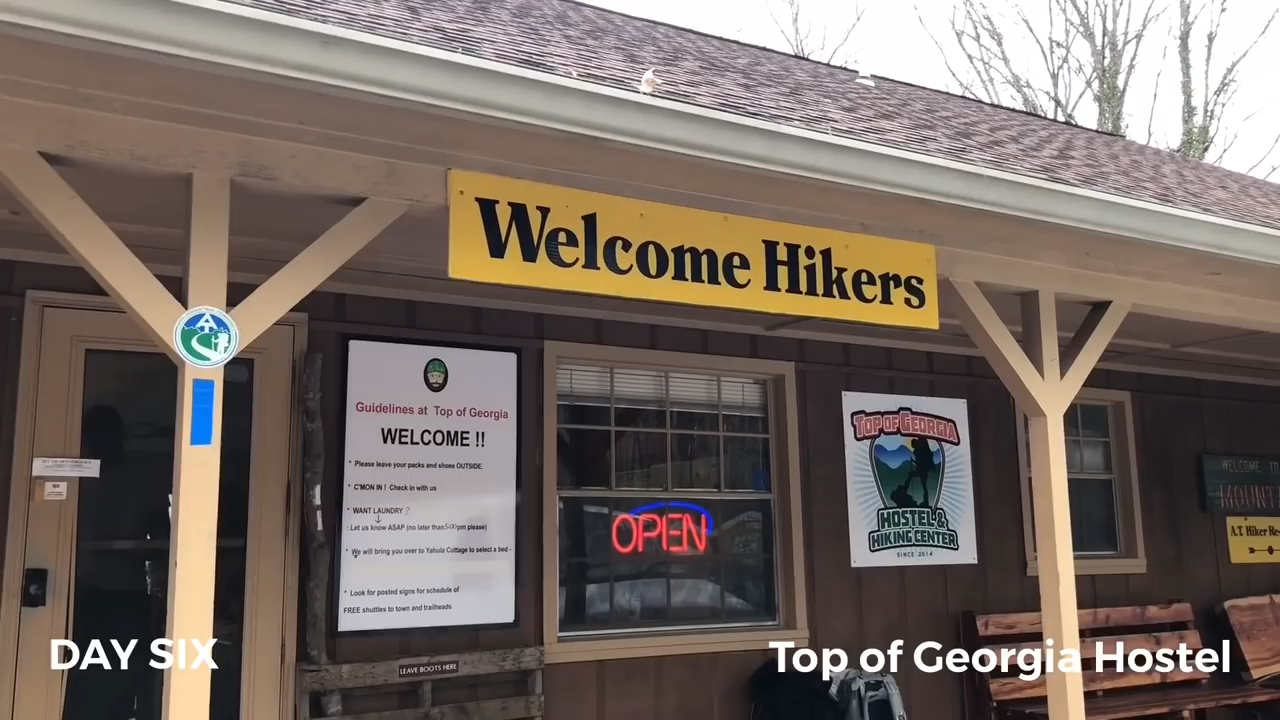 Welcome Hikers
Guidelines at Top of Georgia
WELCOME !!
* Please leave your packs and shoes OUTSIDE.
* C'MON IN ! Check in with us
* WANT LAUNDRY ?
: Let us know ASAP (no later than 5:00pm please)
* We will bring you over to Yahula Cottage to select a bed -
* Look for posted signs for schedule of
FREE shuttles to town and trailheads
LEAVE BOOTS HERE
OPEN
TOP OF GEORGIA
HOSTEL &
HIKING CENTER
SINCE 2014
WELCOME TO
MOUNT
A.T. Hiker Re
DAY SIX
Top of Georgia Hostel